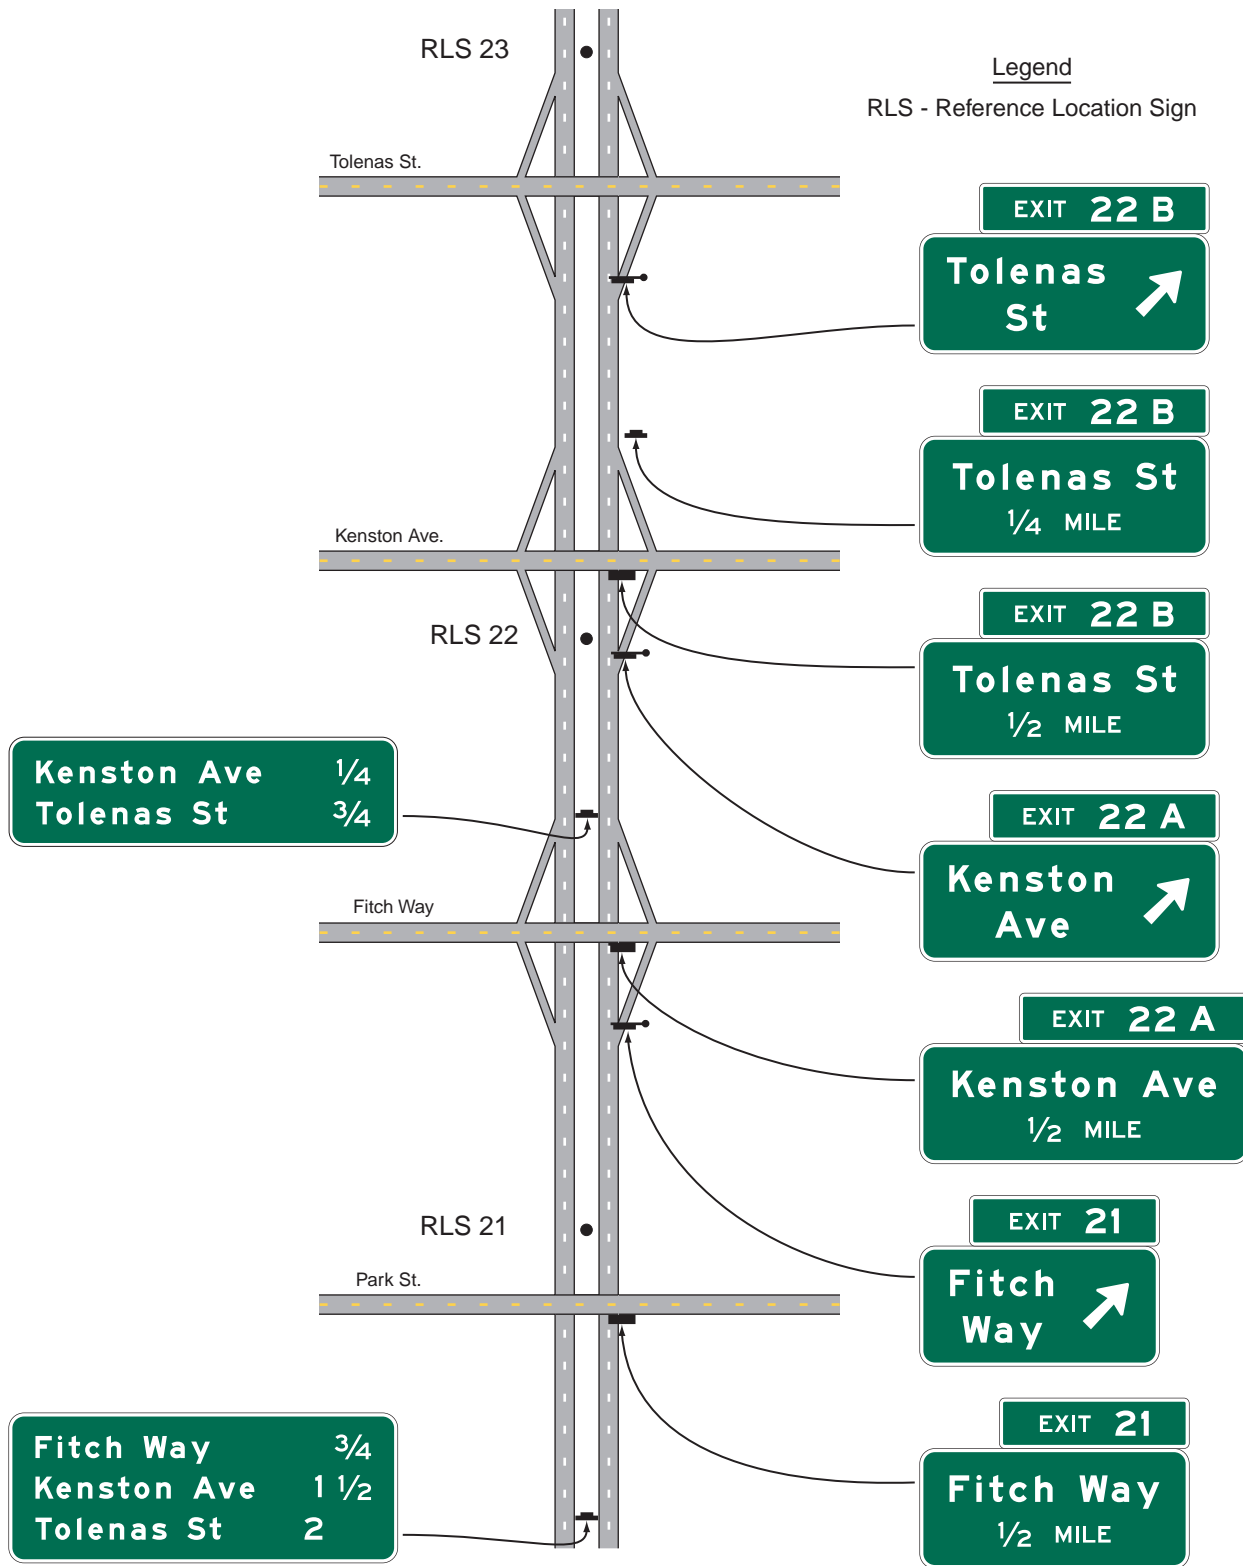 RLS 23
Legend
RLS - Reference Location Sign
Tolenas St.
EXIT 22 B
Tolenas
St
EXIT 22 B
Tolenas St
1/4 MILE
Kenston Ave.
EXIT 22 B
Tolenas St
1/2 MILE
RLS 22
Kenston Ave 1/4
Tolenas St 3/4
EXIT 22 A
Kenston
Ave
Fitch Way
EXIT 22 A
Kenston Ave
1/2 MILE
RLS 21
EXIT 21
Fitch
Way
Park St.
Fitch Way 3/4
Kenston Ave 1 1/2
Tolenas St 2
EXIT 21
Fitch Way
1/2 MILE